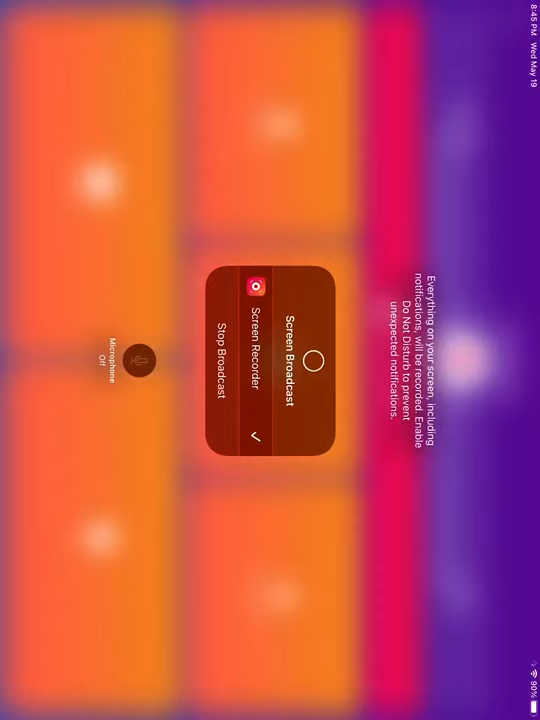 8:45 PM Wed May 19
90%
Everything on your screen, including
notifications, will be recorded. Enable
Do Not Disturb to prevent
unexpected notifications.
Screen Broadcast
Screen Recorder
Stop Broadcast
Microphone
Off